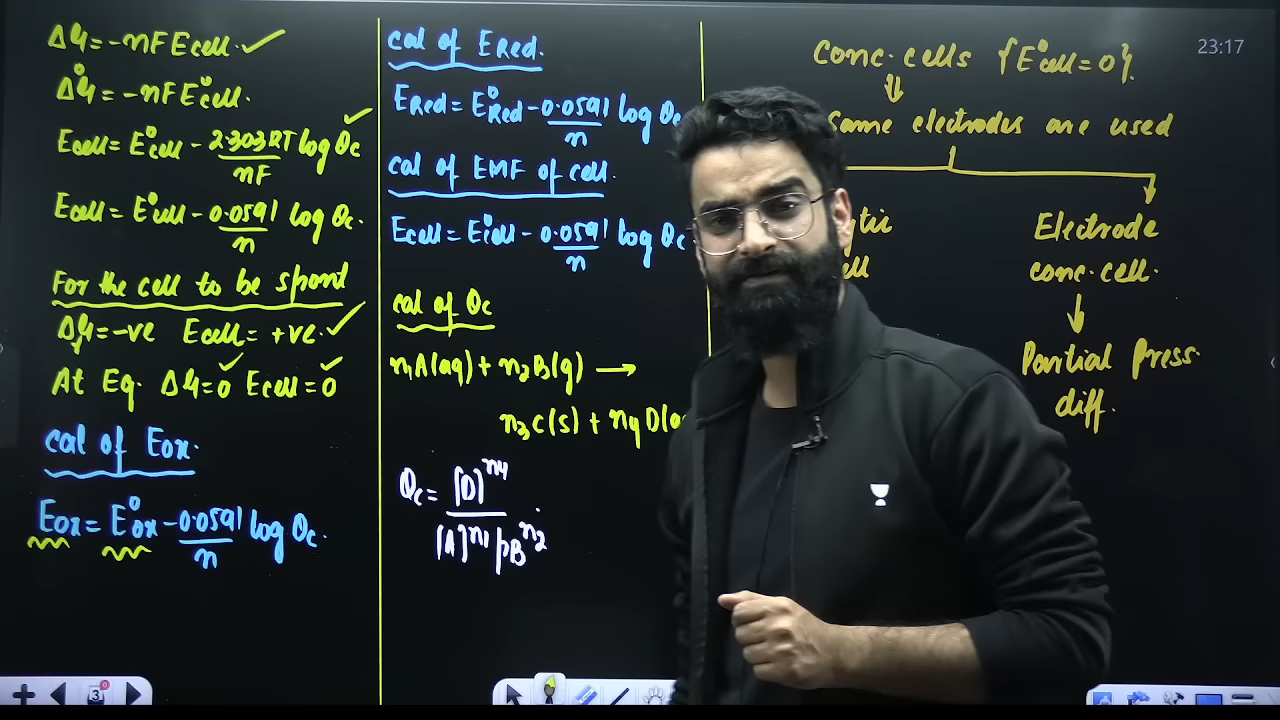 ΔG = -nFEcell.
ΔG° = -nFE°cell.
Ecell = E°cell - 2.303RT/nF log Qc
Ecell = E°cell - 0.0591/n log Qc.
For the cell to be spont
ΔG = -ve Ecell = +ve.
At Eq. ΔG = 0 Ecell = 0
cal of Eox.
Eox = E°ox - 0.0591/n log Qc.
cal of ERed.
ERed = E°Red - 0.0591/n log Qc
cal of EMF of cell.
Ecell = E°cell - 0.0591/n log Qc
cal of Qc
n1A(aq) + n2B(g) →
n3C(s) + n4D(a
Qc = [D]^n4 / [A]^n1 pB^n2.
23:17
conc. cells {E°cell = 0}.
⇓
same electrodes are used
tic
ll
Electrode
conc. cell.
↓
Partial Press.
diff.
3
0